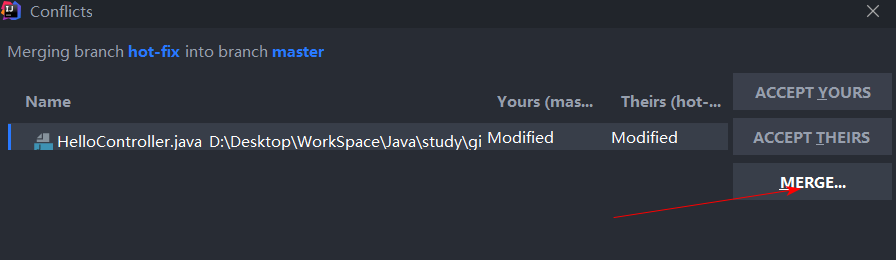 IJ
Conflicts
Merging branch hot-fix into branch master
Name Yours (mas... Theirs (hot-...
HelloController.java D:\Desktop\WorkSpace\Java\study\gi Modified Modified
ACCEPT YOURS
ACCEPT THEIRS
MERGE...